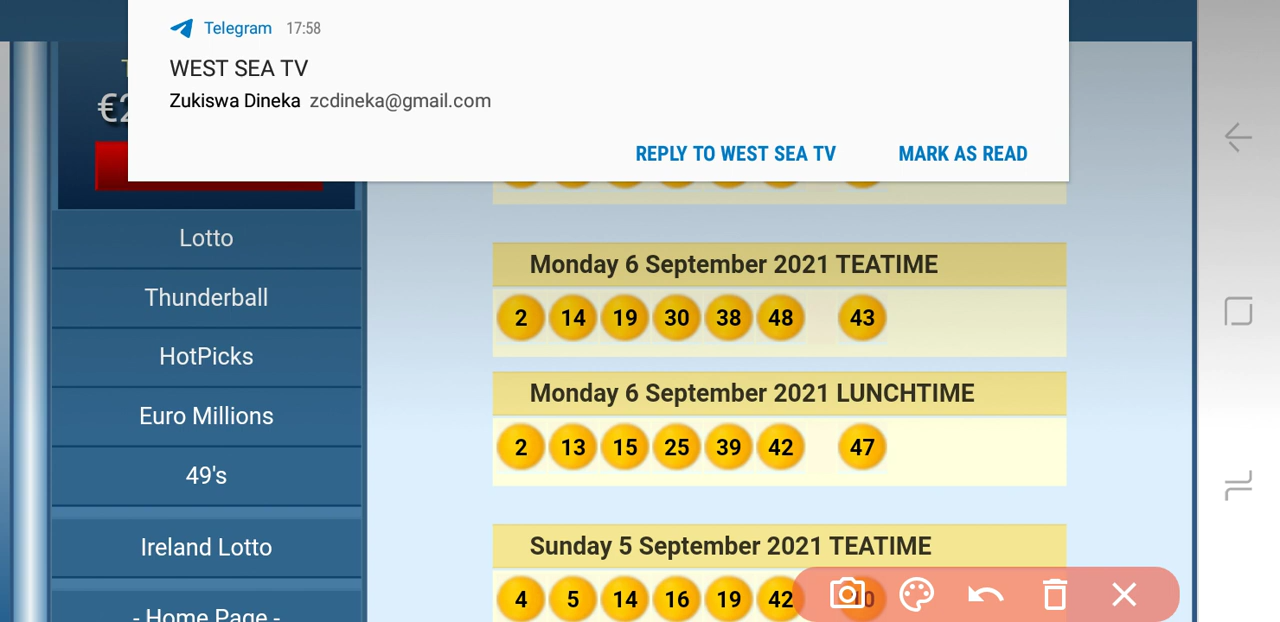 Telegram 17:58
WEST SEA TV
Zukiswa Dineka zcdineka@gmail.com
REPLY TO WEST SEA TV MARK AS READ
€2
Lotto
Thunderball
HotPicks
Euro Millions
49's
Ireland Lotto
- Home Page -
Monday 6 September 2021 TEATIME
2 14 19 30 38 48 43
Monday 6 September 2021 LUNCHTIME
2 13 15 25 39 42 47
Sunday 5 September 2021 TEATIME
4 5 14 16 19 42